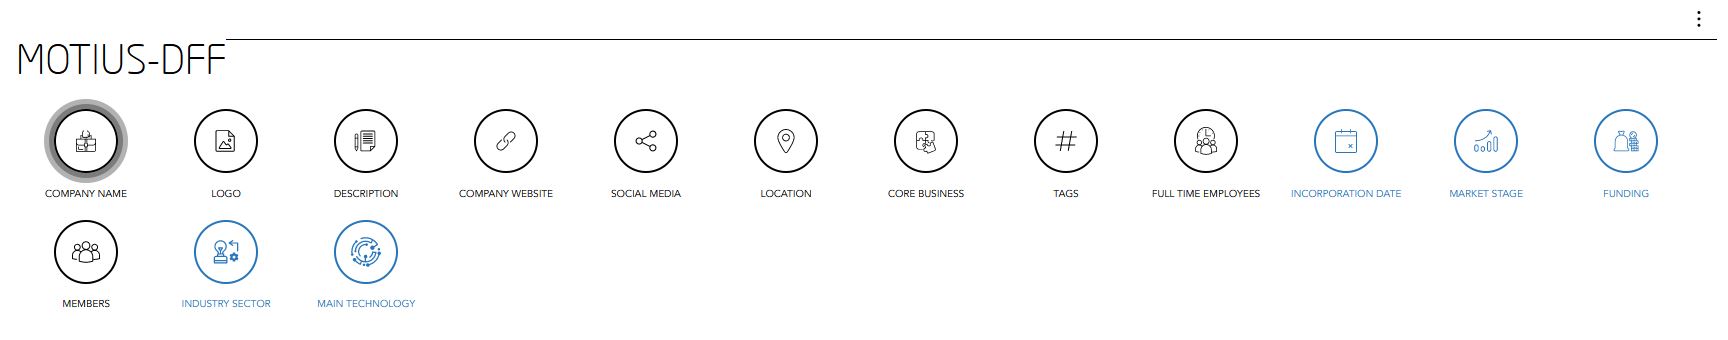 MOTIUS-DFF
COMPANY NAME
LOGO
DESCRIPTION
COMPANY WEBSITE
SOCIAL MEDIA
LOCATION
CORE BUSINESS
#
TAGS
FULL TIME EMPLOYEES
INCORPORATION DATE
MARKET STAGE
FUNDING
MEMBERS
INDUSTRY SECTOR
MAIN TECHNOLOGY